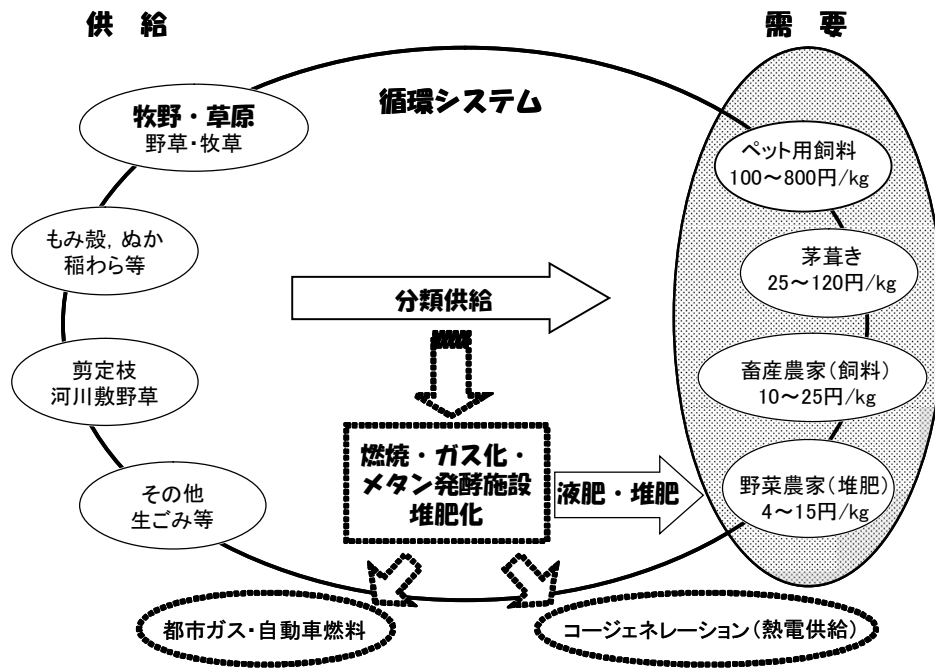 供 給
需 要
循環システム
牧野・草原
野草・牧草
もみ殻，ぬか
稲わら等
剪定枝
河川敷野草
その他
生ごみ等
分類供給
燃焼・ガス化・
メタン発酵施設
堆肥化
液肥・堆肥
ペット用飼料
100～800円/kg
茅葺き
25～120円/kg
畜産農家（飼料）
10～25円/kg
野菜農家（堆肥）
4～15円/kg
都市ガス・自動車燃料
コージェネレーション（熱電供給）